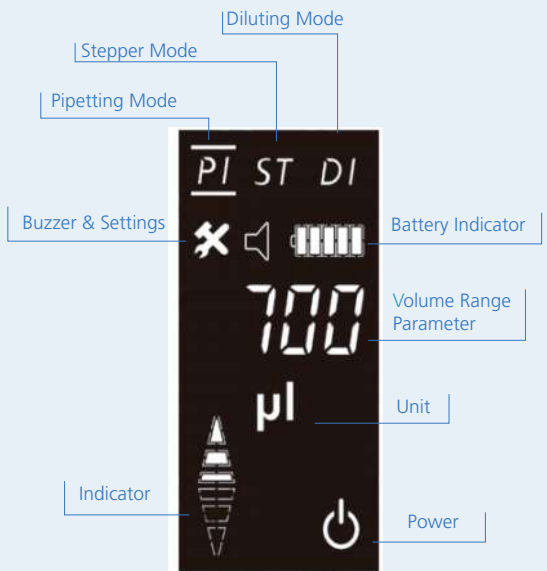 Diluting Mode
Stepper Mode
Pipetting Mode
PI ST DI
Buzzer & Settings
Battery Indicator
700
Volume Range
Parameter
µl
Unit
Indicator
Power